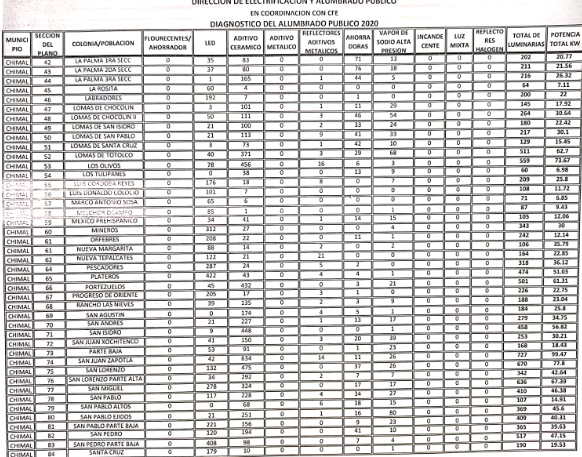 DIRECCION DE ELECTRIFICACION Y ALUMBRADO PUBLICO
EN COORDINACION CON CFE
DIAGNOSTICO DEL ALUMBRADO PUBLICO 2020
MUNICIPIO SECCION DEL PLANO COLONIA/POBLACION FLOURECENTES/AHORRADOR LED ADITIVO CERAMICO ADITIVO METALICO REFLECTORES ADITIVOS METALICOS AHORRA DORAS VAPOR DE SODIO ALTA PRESION INCANDE CENTE LUZ MIXTA REFLECTO RES HALOGEN TOTAL DE LUMINARIAS POTENCIA TOTAL KW
CHIMAL 42 LA PALMA 1RA SECC 0 35 83 0 0 71 13 0 0 0 202 20.77
CHIMAL 43 LA PALMA 2DA SECC 0 37 80 0 0 76 18 0 0 0 211 21.56
CHIMAL 44 LA PALMA 3RA SECC 0 1 165 0 1 44 5 0 0 0 216 26.32
CHIMAL 45 LA ROSITA 0 60 4 0 0 0 0 0 0 0 64 7.11
CHIMAL 46 LABRADORES 0 192 7 0 0 1 0 0 0 0 200 22
CHIMAL 47 LOMAS DE CHOCOLIN 0 3 101 0 1 11 29 0 0 0 145 17.92
CHIMAL 48 LOMAS DE CHOCOLIN II 0 50 111 0 3 46 54 0 0 0 264 30.64
CHIMAL 49 LOMAS DE SAN ISIDRO 0 21 100 0 2 33 24 0 0 0 180 22.42
CHIMAL 50 LOMAS DE SAN PABLO 0 21 113 0 9 41 33 0 0 0 217 30.1
CHIMAL 51 LOMAS DE SANTA CRUZ 0 3 73 0 1 42 10 0 0 0 129 15.45
CHIMAL 52 LOMAS DE TOTOLCO 0 40 371 0 3 29 68 0 0 0 511 62.7
CHIMAL 53 LOS OLIVOS 0 78 456 0 16 6 3 0 0 0 559 73.67
CHIMAL 54 LOS TULIPANES 0 0 38 0 0 13 9 0 0 0 60 6.98
55 LUIS CORDOBA REYES 0 176 18 0 8 0 7 0 0 0 209 25.8
LUIS DONALDO COLOCIO 0 101 7 0 0 0 0 0 0 0 108 11.72
57 MARCO ANTONIO SOSA 0 65 6 0 0 0 0 0 0 0 71 6.85
MELCHOR OCAMPO 0 85 1 0 0 0 1 0 0 0 87 9.43
59 MEXICO PREHISPANICO 0 34 41 0 1 14 15 0 0 0 105 12.06
CHIMAL 60 MINEROS 0 312 27 0 0 0 4 0 0 0 343 30
CHIMAL 61 ORFEBRES 0 208 22 0 0 11 1 0 0 0 242 12.14
CHIMAL 61 NUEVA MARGARITA 0 88 14 0 2 0 2 0 0 0 106 35.79
CHIMAL 62 NUEVA TEPALCATES 0 122 21 0 21 0 0 0 0 0 164 22.85
CHIMAL 64 PESCADORES 0 287 24 0 5 2 0 0 0 0 318 36.12
CHIMAL 65 PLATEROS 0 422 43 0 4 4 1 0 0 0 474 51.03
CHIMAL 66 PORTEZUELOS 0 45 432 0 0 3 21 0 0 0 501 61.31
CHIMAL 67 PROGRESO DE ORIENTE 0 205 17 0 3 1 0 0 0 0 226 22.75
CHIMAL 68 RANCHO LAS NIEVES 0 39 135 0 2 3 9 0 0 0 188 23.04
CHIMAL 69 SAN AGUSTIN 0 0 174 0 4 5 1 0 0 0 184 25.8
CHIMAL 70 SAN ANDRES 0 21 227 0 1 13 17 0 0 0 279 34.75
CHIMAL 71 SAN ISIDRO 0 9 448 0 0 0 1 0 0 0 458 56.82
CHIMAL 72 SAN JUAN XOCHITENCO 0 41 150 0 3 20 39 0 0 0 253 30.21
CHIMAL 73 PARTE BAJA 0 53 91 0 0 1 23 0 0 0 168 18.43
CHIMAL 74 SAN JUAN ZAPOTLA 0 42 634 0 14 11 26 0 0 0 727 99.47
CHIMAL 75 SAN LORENZO 0 132 475 0 0 37 26 0 0 0 670 77.8
CHIMAL 76 SAN LORENZO PARTE ALTA 0 34 292 0 2 7 7 0 0 0 342 42.64
CHIMAL 77 SAN MIGUEL 0 278 324 0 0 17 17 0 0 0 636 67.39
CHIMAL 78 SAN PABLO 0 117 228 0 4 14 27 0 0 0 410 46.38
CHIMAL 79 SAN PABLO ALTOS 0 0 68 0 6 18 15 0 0 0 107 14.91
CHIMAL 80 SAN PABLO EJIDOS 0 21 251 0 1 16 80 0 0 0 369 45.6
CHIMAL 81 SAN PABLO PARTE BAJA 0 221 156 0 0 9 23 0 0 0 409 40.31
CHIMAL 82 SAN PEDRO 0 120 194 0 0 41 10 0 0 0 365 39.63
CHIMAL 83 SAN PEDRO PARTE BAJA 0 408 98 0 0 7 4 0 0 0 517 47.15
CHIMAL 84 SANTA CRUZ 0 179 10 0 0 0 1 0 0 0 190 19.53